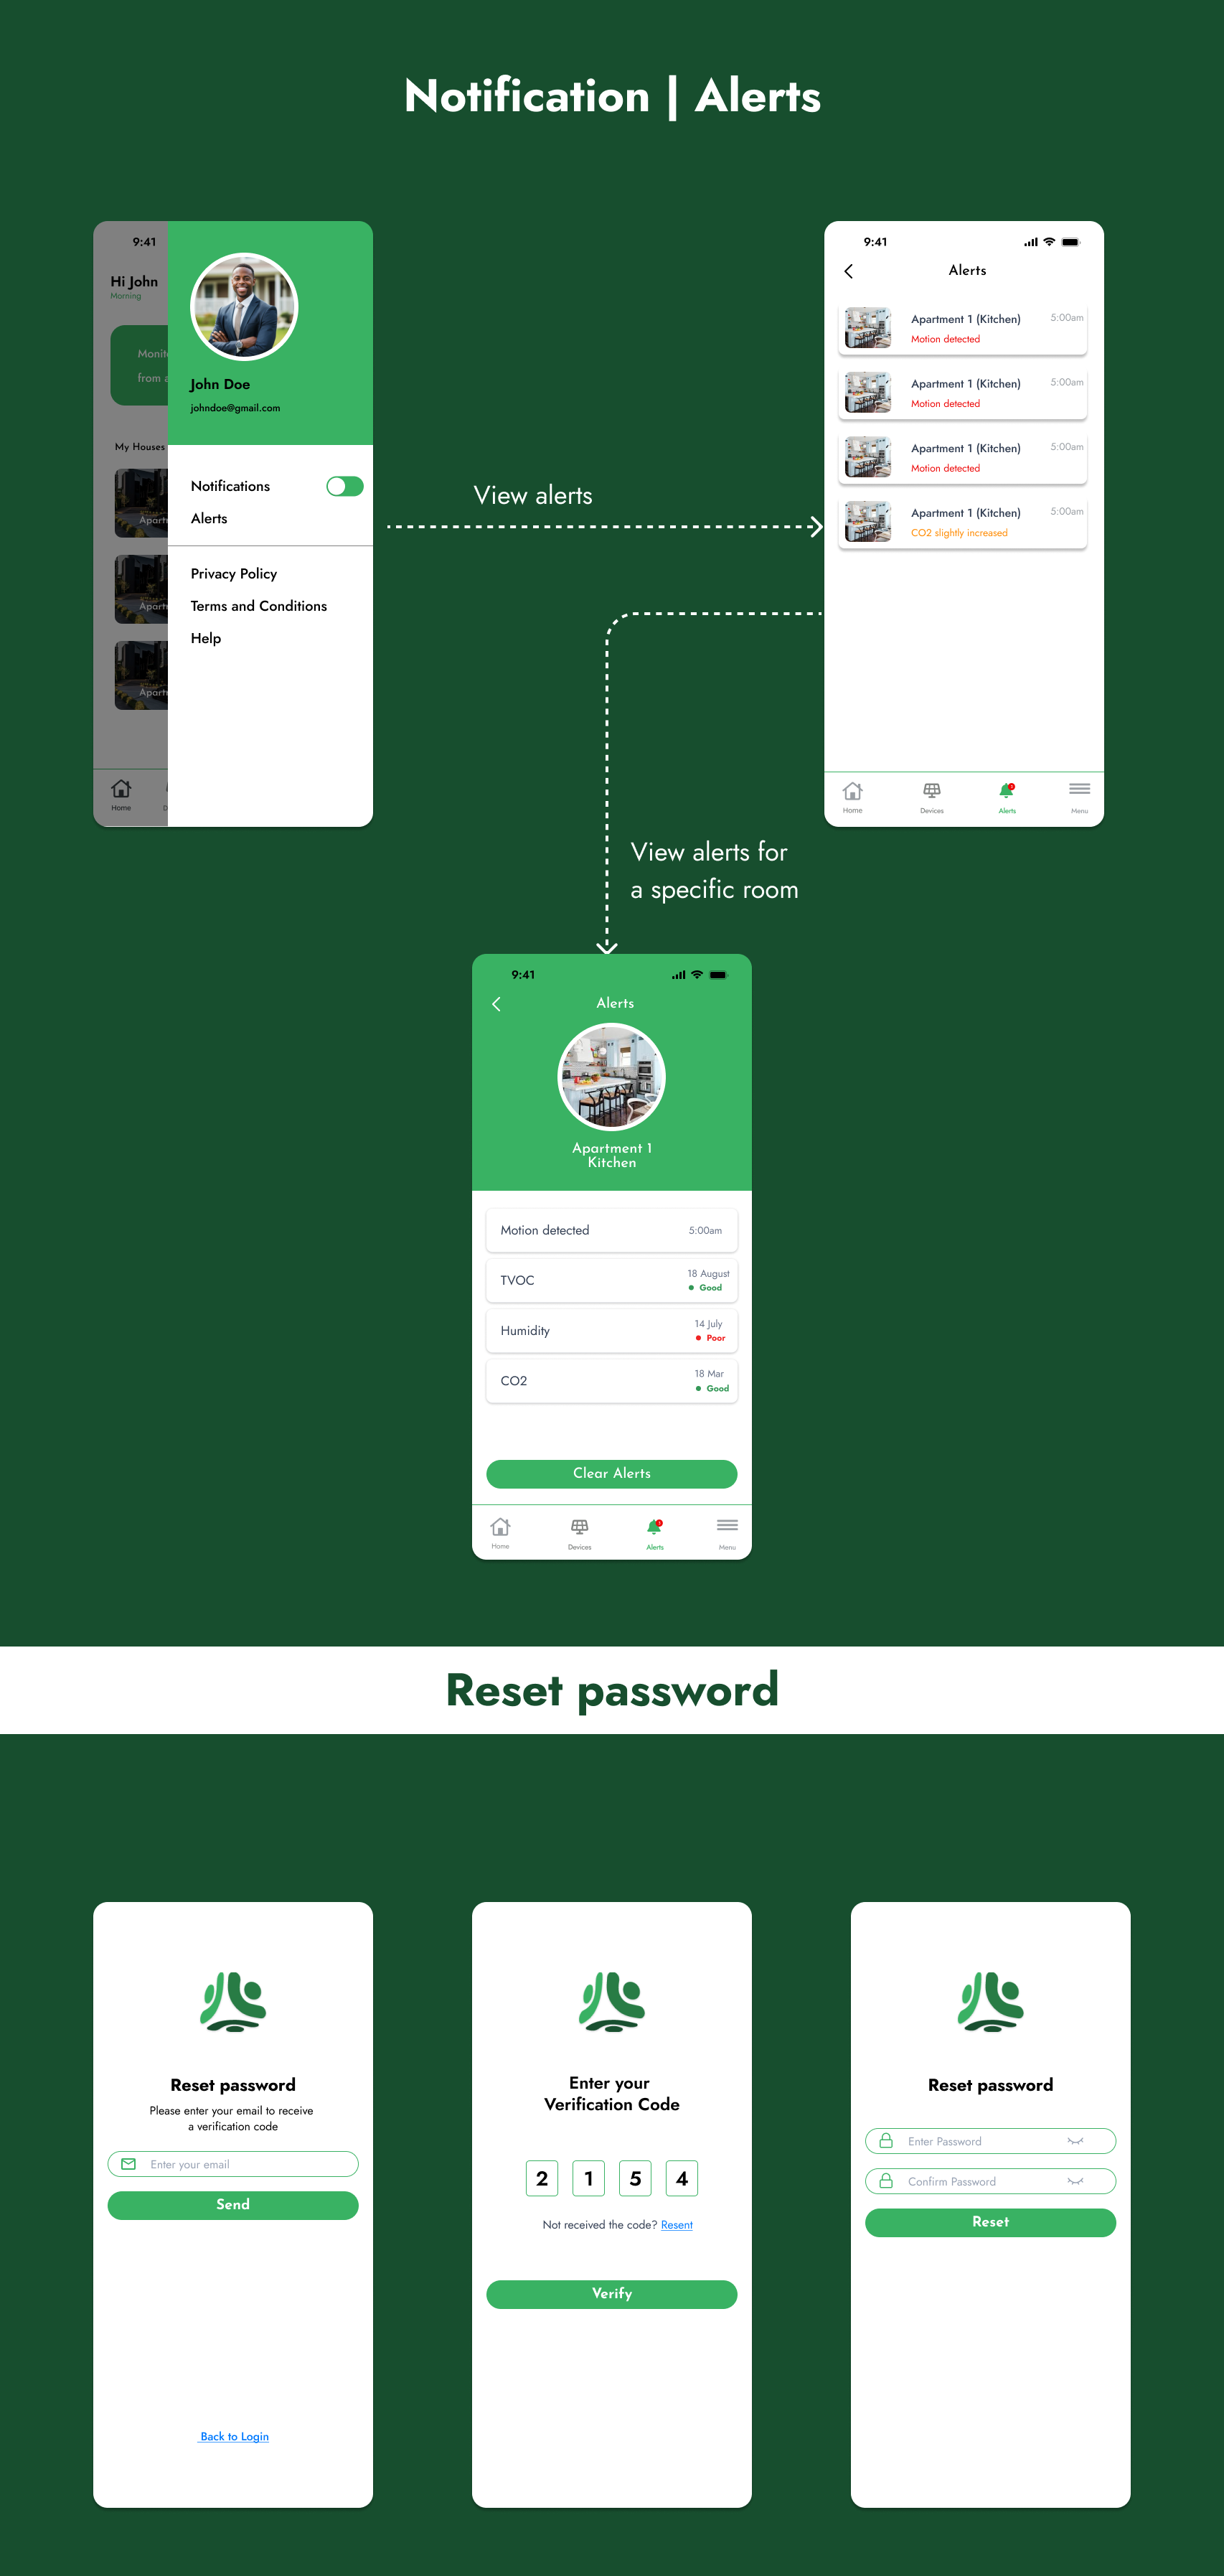 Notification | Alerts
9:41
Hi John
Morning
Monit
from a
My Houses
Apart
Apart
Apart
Home
D
John Doe
johndoe@gmail.com
Notifications
Alerts
Privacy Policy
Terms and Conditions
Help
View alerts
9:41
Alerts
Apartment 1 (Kitchen) 5:00am
Motion detected
Apartment 1 (Kitchen) 5:00am
Motion detected
Apartment 1 (Kitchen) 5:00am
Motion detected
Apartment 1 (Kitchen) 5:00am
CO2 slightly increased
Home Devices Alerts Menu
View alerts for
a specific room
9:41
Alerts
Apartment 1
Kitchen
Motion detected 5:00am
TVOC 18 August
Good
Humidity 14 July
Poor
CO2 18 Mar
Good
Clear Alerts
Home Devices Alerts Menu
Reset password
Reset password
Please enter your email to receive
a verification code
Enter your email
Send
Back to Login
Enter your
Verification Code
2 1 5 4
Not received the code? Resent
Verify
Reset password
Enter Password
Confirm Password
Reset